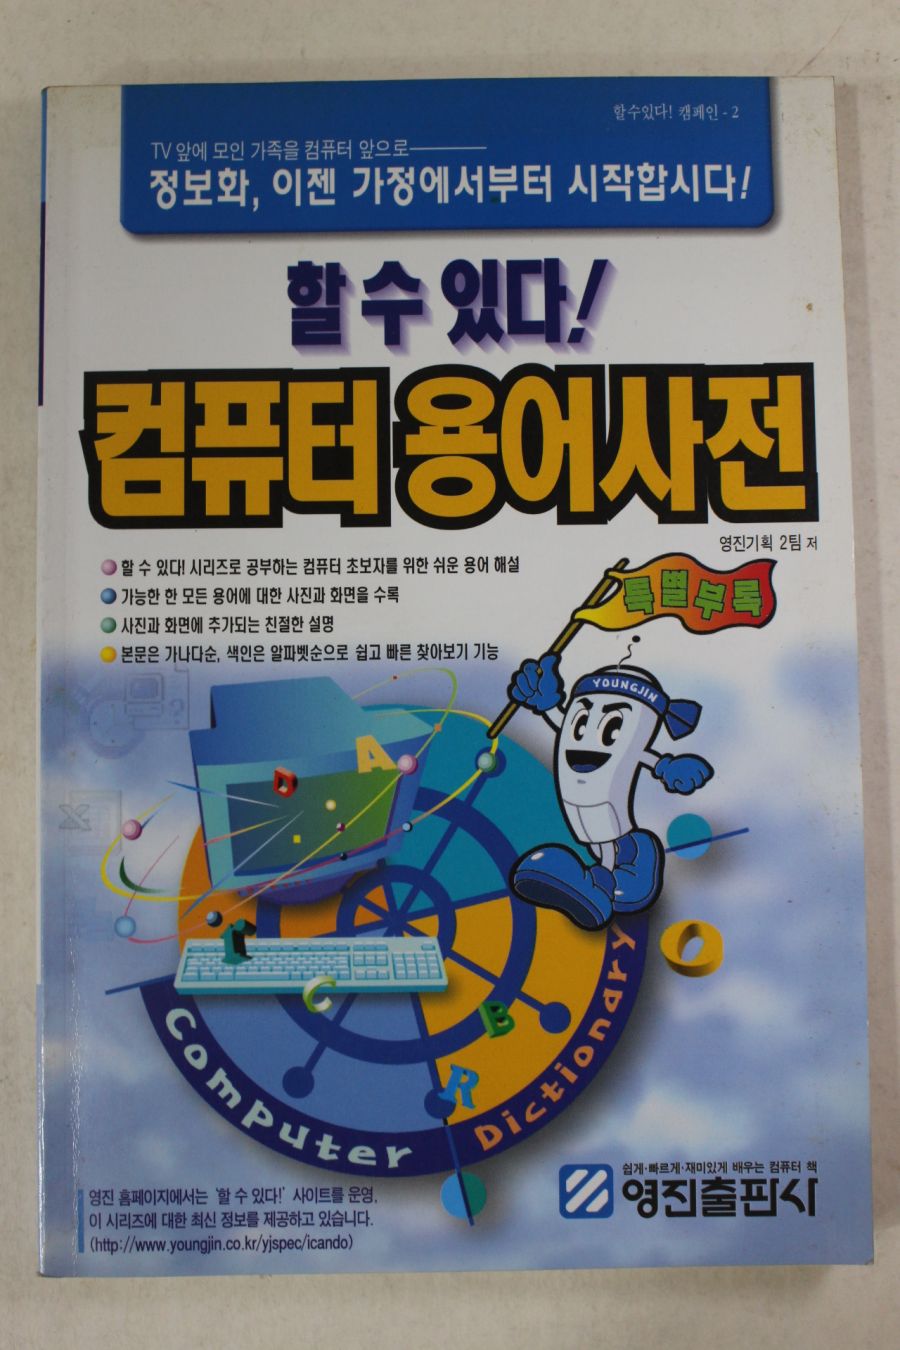 할수있다! 캠페인 - 2
TV 앞에 모인 가족을 컴퓨터 앞으로
정보화, 이젠 가정에서부터 시작합시다!
할 수 있다!
컴퓨터 용어사전
영진기획 2팀 저
할 수 있다! 시리즈로 공부하는 컴퓨터 초보자를 위한 쉬운 용어 해설
가능한 한 모든 용어에 대한 사진과 화면을 수록
사진과 화면에 추가되는 친절한 설명
본문은 가나다순, 색인은 알파벳순으로 쉽고 빠른 찾아보기 기능
특별부록
YOUNGJIN
A
D
C
B
R
O
Computer Dictionary
쉽게·빠르게·재미있게 배우는 컴퓨터 책
영진출판사
영진 홈페이지에서는 '할 수 있다!' 사이트를 운영,
이 시리즈에 대한 최신 정보를 제공하고 있습니다.
(http://www.youngjin.co.kr/yjspec/icando)